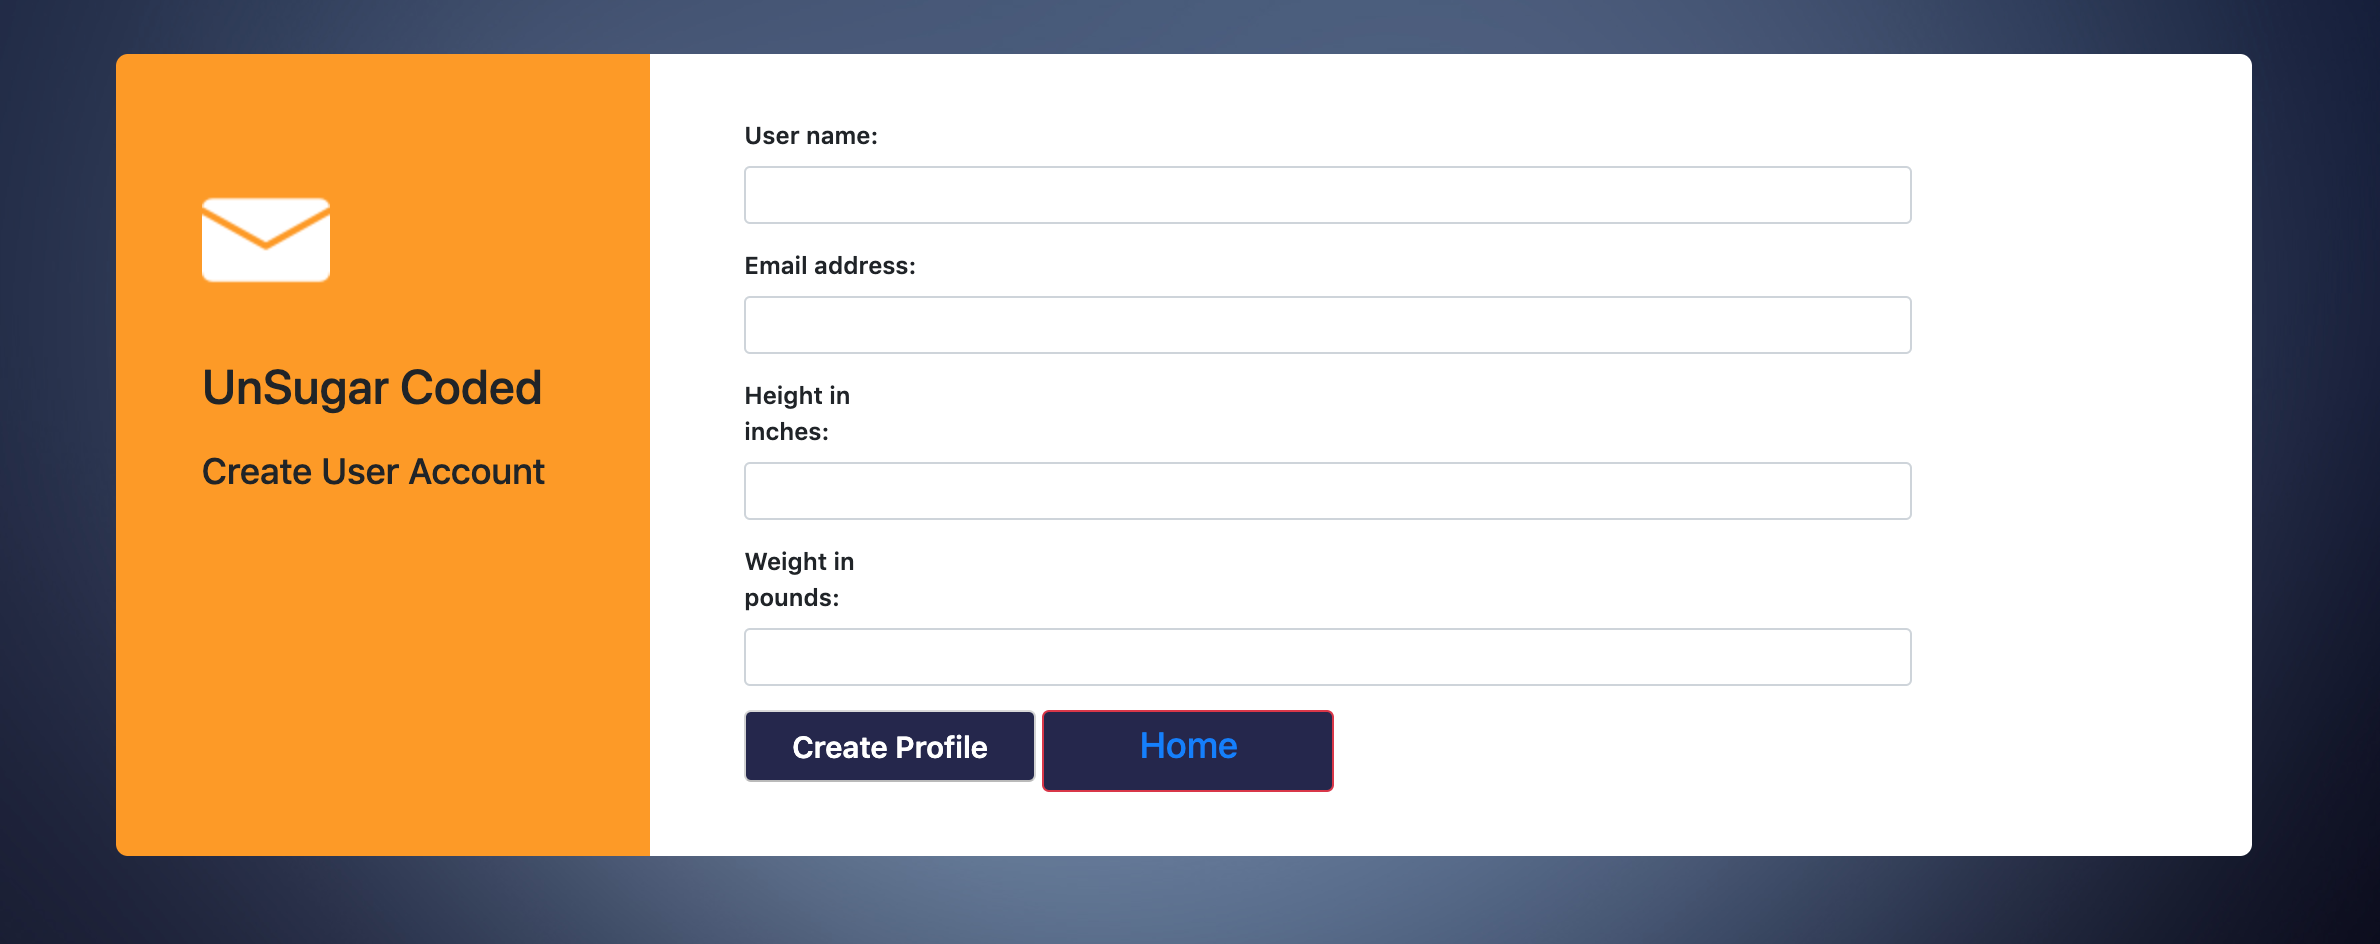 UnSugar Coded
Create User Account
User name:
Email address:
Height in
inches:
Weight in
pounds:
Create Profile
Home